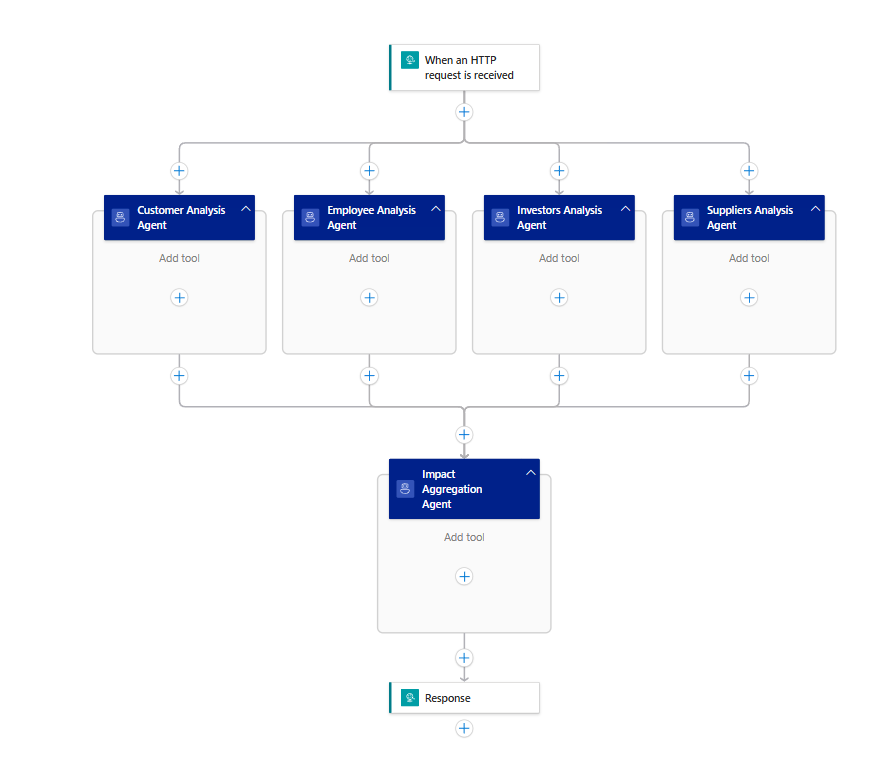 When an HTTP
request is received
Customer Analysis
Agent
Employee Analysis
Agent
Investors Analysis
Agent
Suppliers Analysis
Agent
Add tool
Add tool
Add tool
Add tool
Impact
Aggregation
Agent
Add tool
Response